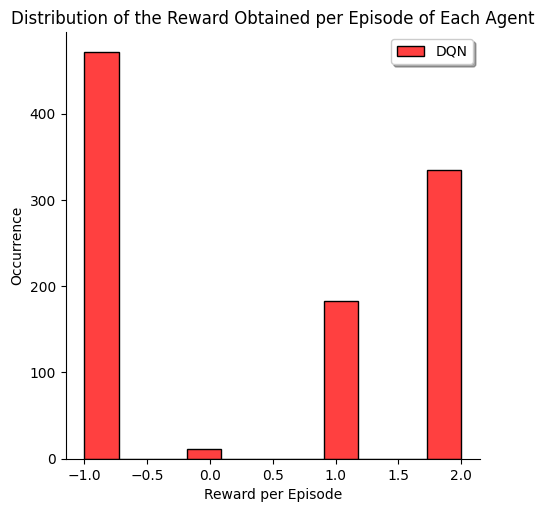 Distribution of the Reward Obtained per Episode of Each Agent
DQN
400
300
200
100
0
Occurrence
−1.0 −0.5 0.0 0.5 1.0 1.5 2.0
Reward per Episode